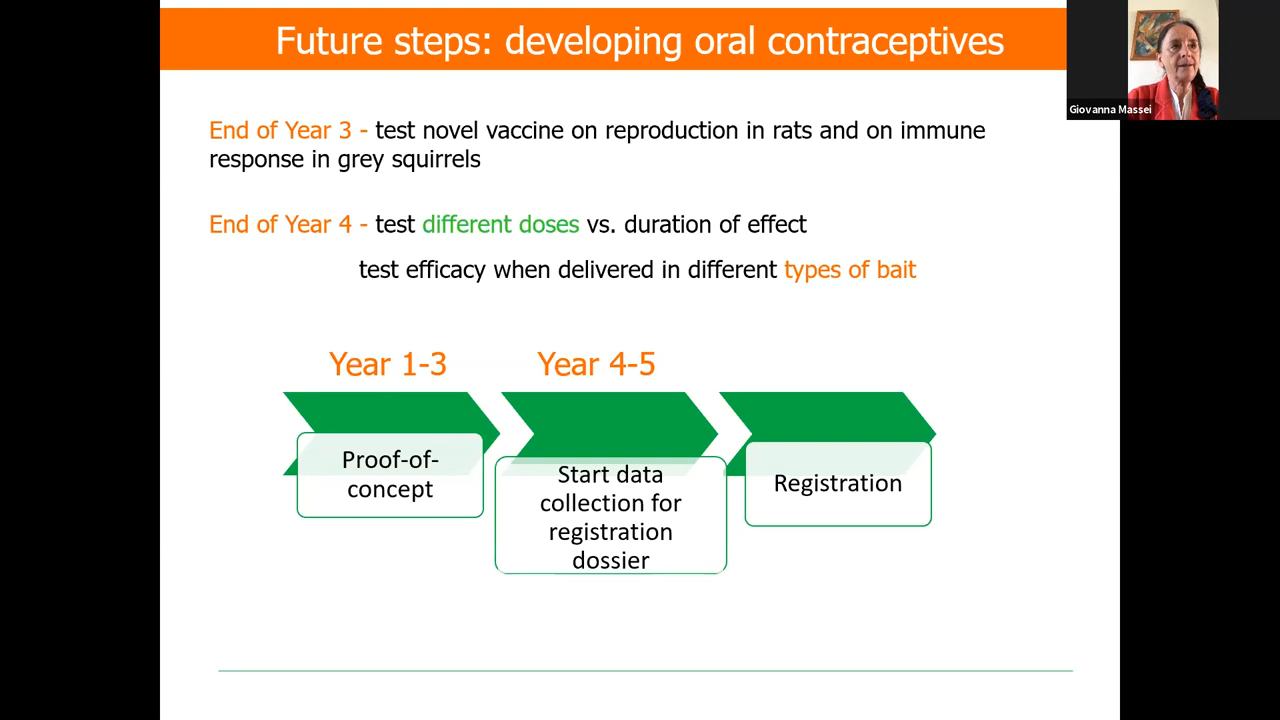 Future steps: developing oral contraceptives
Giovanna Massei
End of Year 3 - test novel vaccine on reproduction in rats and on immune
response in grey squirrels
End of Year 4 - test different doses vs. duration of effect
test efficacy when delivered in different types of bait
Year 1-3
Year 4-5
Proof-of-
concept
Start data
collection for
registration
dossier
Registration